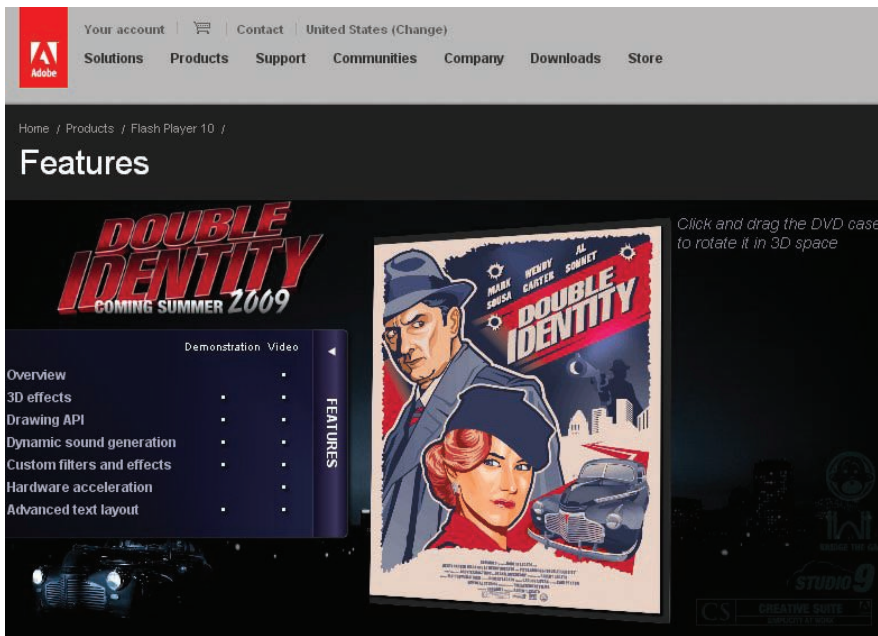 Your account | Contact | United States (Change)
Adobe
Solutions Products Support Communities Company Downloads Store
Home / Products / Flash Player 10 /
Features
DOUBLE
IDENTITY
COMING SUMMER 2009
Click and drag the DVD case
to rotate it in 3D space
MARK SOUSA
WENDY CARTER
AL SONNET
DOUBLE
IDENTITY
Demonstration Video
Overview
3D effects
Drawing API
Dynamic sound generation
Custom filters and effects
Hardware acceleration
Advanced text layout
FEATURES
STUDIO 9
CS CREATIVE SUITE